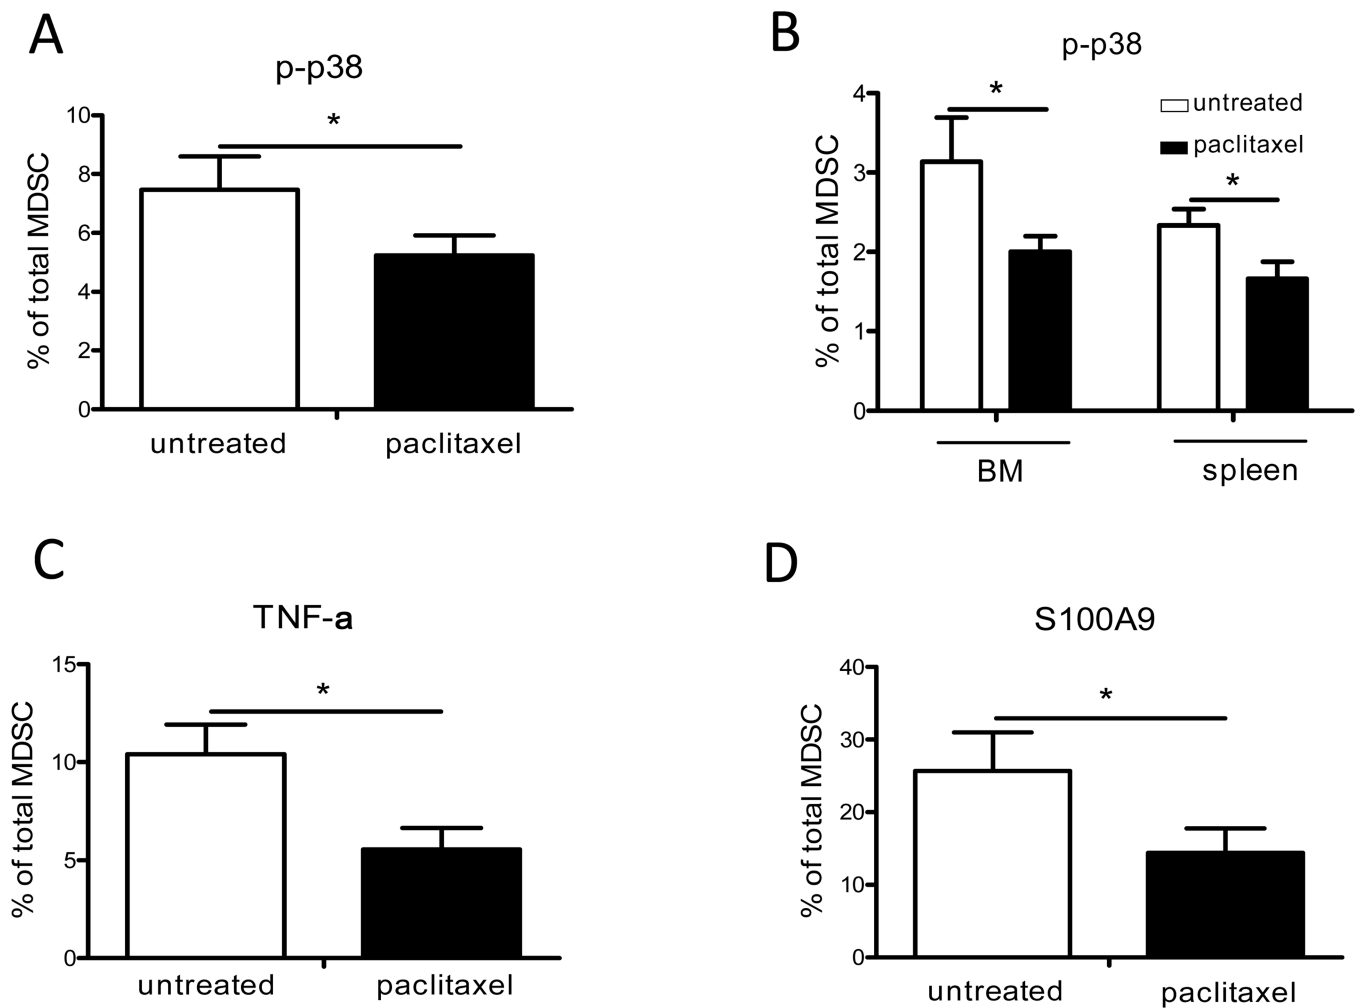 A
p-p38
% of total MDSC
10
8
6
4
2
0
*
untreated
paclitaxel
B
p-p38
% of total MDSC
4
3
2
1
0
*
*
untreated
paclitaxel
BM
spleen
C
TNF-a
% of total MDSC
15
10
5
0
*
untreated
paclitaxel
D
S100A9
% of total MDSC
40
30
20
10
0
*
untreated
paclitaxel